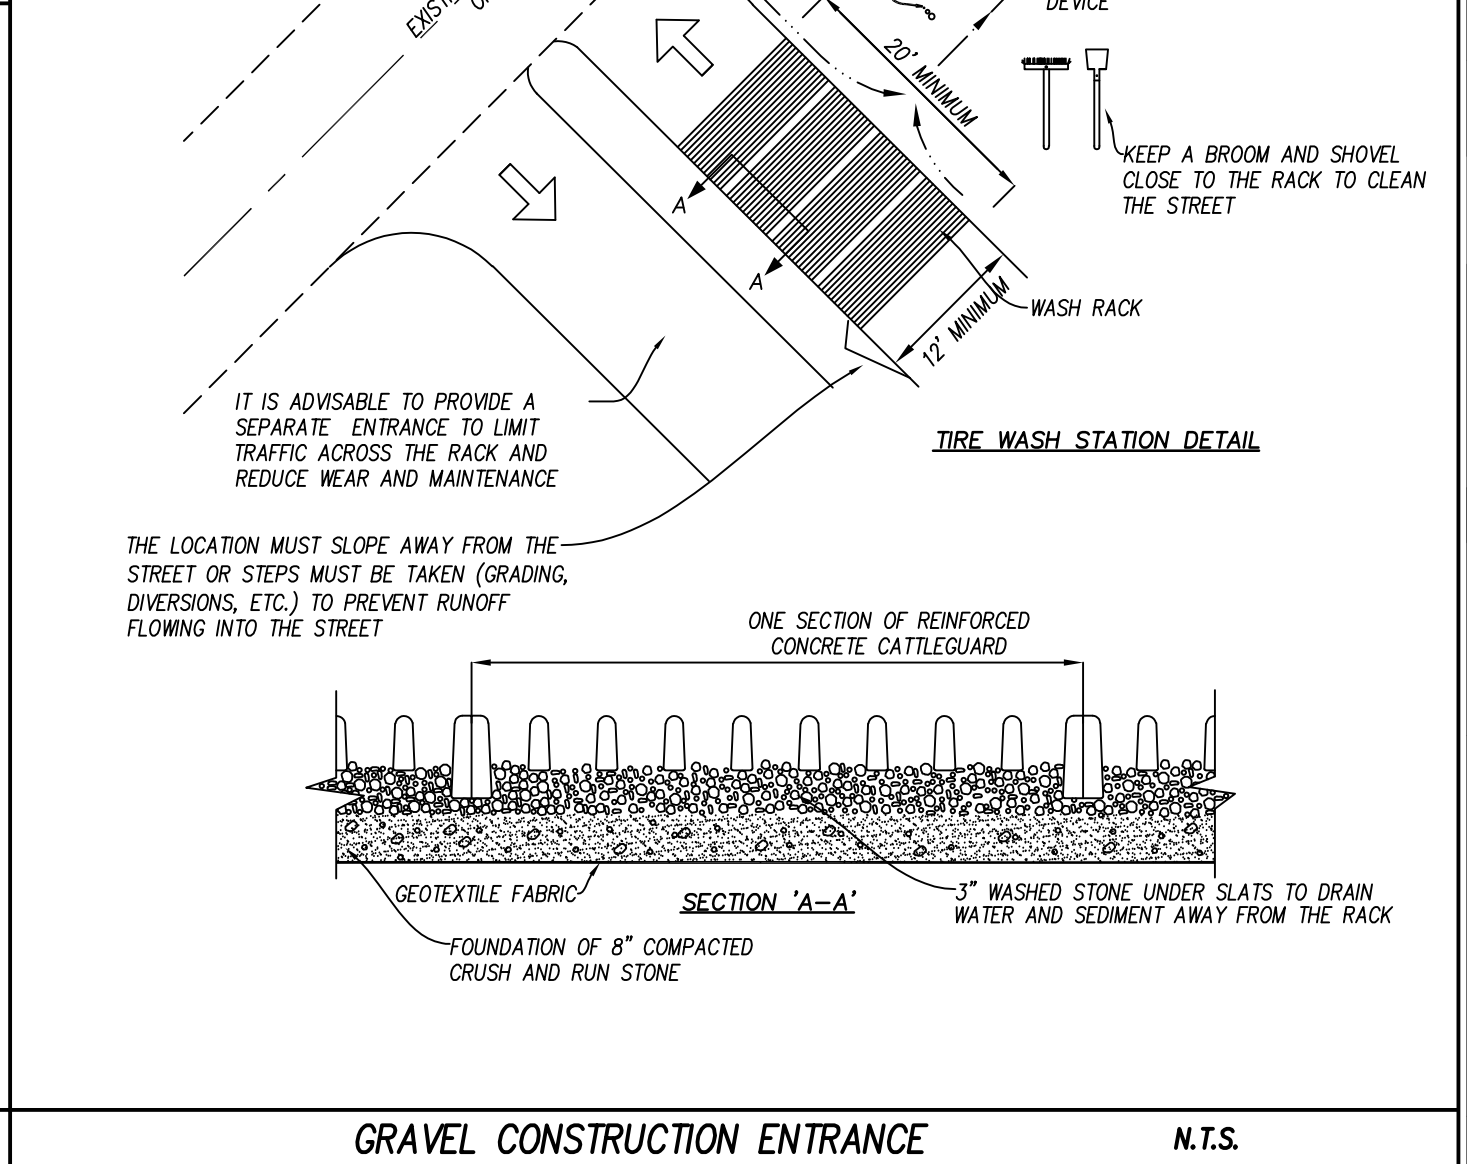 DEVICE
20' MINIMUM
KEEP A BROOM AND SHOVEL
CLOSE TO THE RACK TO CLEAN
THE STREET
A
A
WASH RACK
12' MINIMUM
IT IS ADVISABLE TO PROVIDE A
SEPARATE ENTRANCE TO LIMIT
TRAFFIC ACROSS THE RACK AND
REDUCE WEAR AND MAINTENANCE
TIRE WASH STATION DETAIL
THE LOCATION MUST SLOPE AWAY FROM THE
STREET OR STEPS MUST BE TAKEN (GRADING,
DIVERSIONS, ETC.) TO PREVENT RUNOFF
FLOWING INTO THE STREET
ONE SECTION OF REINFORCED
CONCRETE CATTLEGUARD
GEOTEXTILE FABRIC
SECTION 'A-A'
3" WASHED STONE UNDER SLATS TO DRAIN
WATER AND SEDIMENT AWAY FROM THE RACK
FOUNDATION OF 8" COMPACTED
CRUSH AND RUN STONE
GRAVEL CONSTRUCTION ENTRANCE
N.T.S.